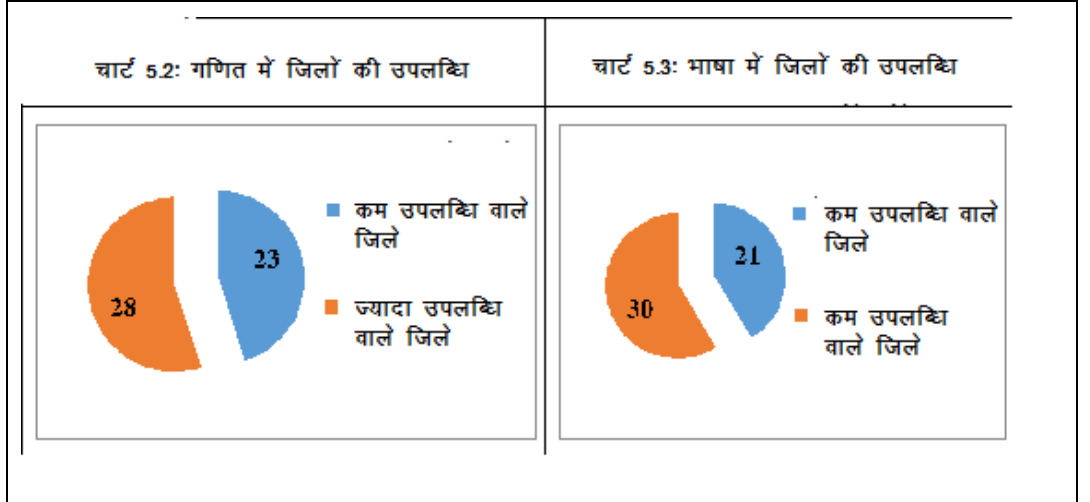 चार्ट 5.2: गणित में जिलों की उपलब्धि
चार्ट 5.3: भाषा में जिलों की उपलब्धि
28
23
कम उपलब्धि वाले
जिले
ज्यादा उपलब्धि
वाले जिले
30
21
कम उपलब्धि वाले
जिले
कम उपलब्धि
वाले जिले